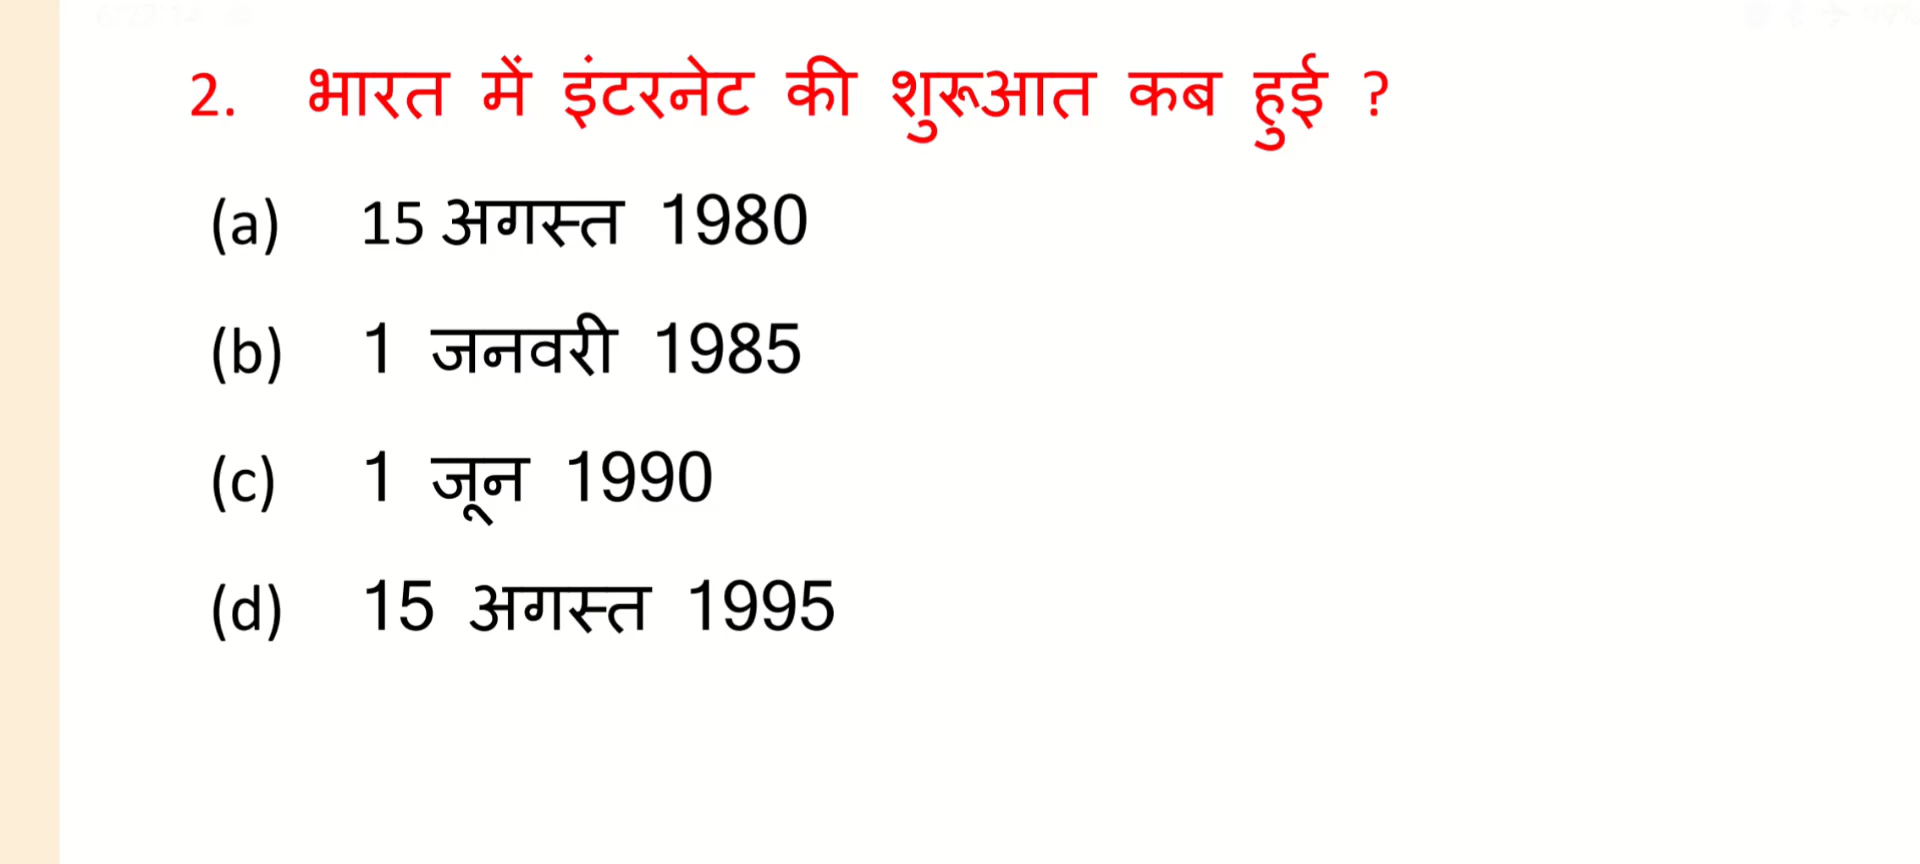 2. भारत में इंटरनेट की शुरूआत कब हुई ?
(a) 15 अगस्त 1980
(b) 1 जनवरी 1985
(c) 1 जून 1990
(d) 15 अगस्त 1995